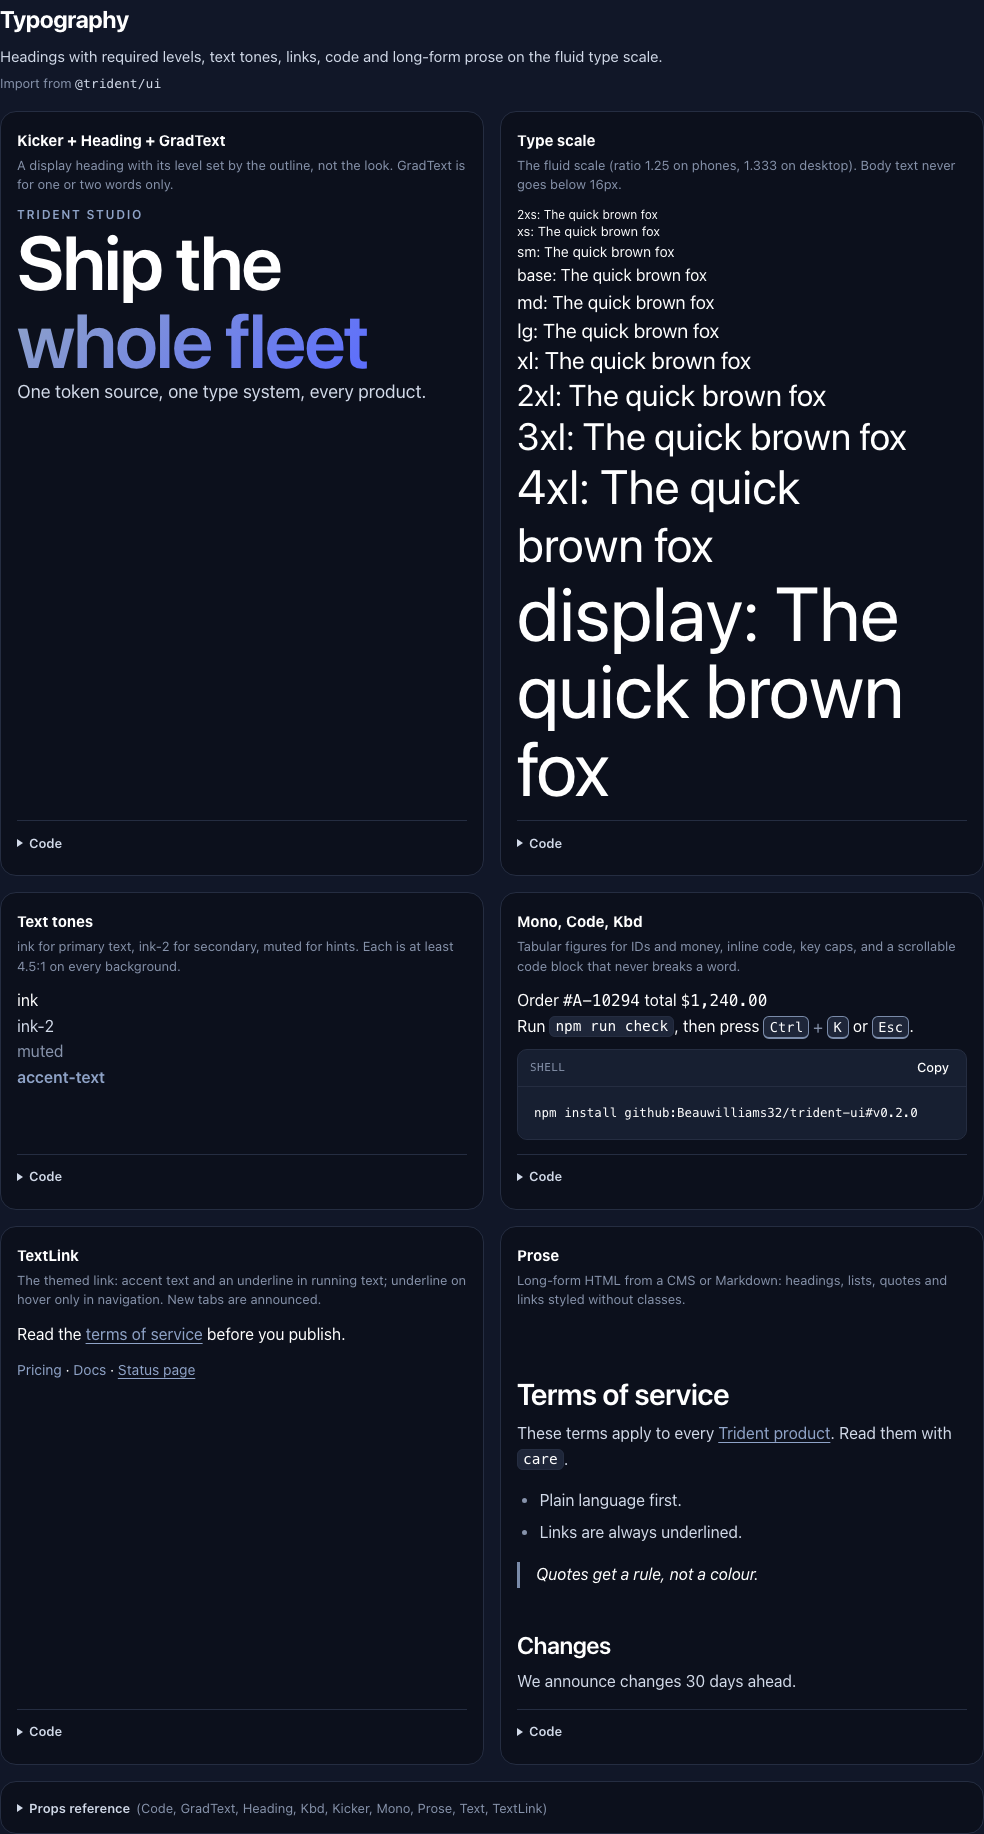 Typography
Headings with required levels, text tones, links, code and long-form prose on the fluid type scale.
Import from @trident/ui
Kicker + Heading + GradText
A display heading with its level set by the outline, not the look. GradText is
for one or two words only.
TRIDENT STUDIO
Ship the
whole fleet
One token source, one type system, every product.
Code
Type scale
The fluid scale (ratio 1.25 on phones, 1.333 on desktop). Body text never
goes below 16px.
2xs: The quick brown fox
xs: The quick brown fox
sm: The quick brown fox
base: The quick brown fox
md: The quick brown fox
lg: The quick brown fox
xl: The quick brown fox
2xl: The quick brown fox
3xl: The quick brown fox
4xl: The quick
brown fox
display: The
quick brown
fox
Code
Text tones
ink for primary text, ink-2 for secondary, muted for hints. Each is at least
4.5:1 on every background.
ink
ink-2
muted
accent-text
Code
Mono, Code, Kbd
Tabular figures for IDs and money, inline code, key caps, and a scrollable
code block that never breaks a word.
Order #A-10294 total $1,240.00
Run npm run check, then press Ctrl + K or Esc.
SHELL Copy
npm install github:Beauwilliams32/trident-ui#v0.2.0
Code
TextLink
The themed link: accent text and an underline in running text; underline on
hover only in navigation. New tabs are announced.
Read the terms of service before you publish.
Pricing · Docs · Status page
Code
Prose
Long-form HTML from a CMS or Markdown: headings, lists, quotes and
links styled without classes.
Terms of service
These terms apply to every Trident product. Read them with
care.
• Plain language first.
• Links are always underlined.
Quotes get a rule, not a colour.
Changes
We announce changes 30 days ahead.
Code
Props reference (Code, GradText, Heading, Kbd, Kicker, Mono, Prose, Text, TextLink)